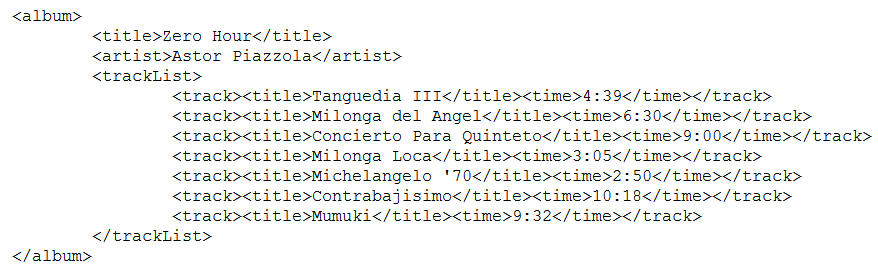 <album>
<title>Zero Hour</title>
<artist>Astor Piazzola</artist>
<trackList>
<track><title>Tanguedia III</title><time>4:39</time></track>
<track><title>Milonga del Angel</title><time>6:30</time></track>
<track><title>Concierto Para Quinteto</title><time>9:00</time></track>
<track><title>Milonga Loca</title><time>3:05</time></track>
<track><title>Michelangelo '70</title><time>2:50</time></track>
<track><title>Contrabajisimo</title><time>10:18</time></track>
<track><title>Mumuki</title><time>9:32</time></track>
</trackList>
</album>